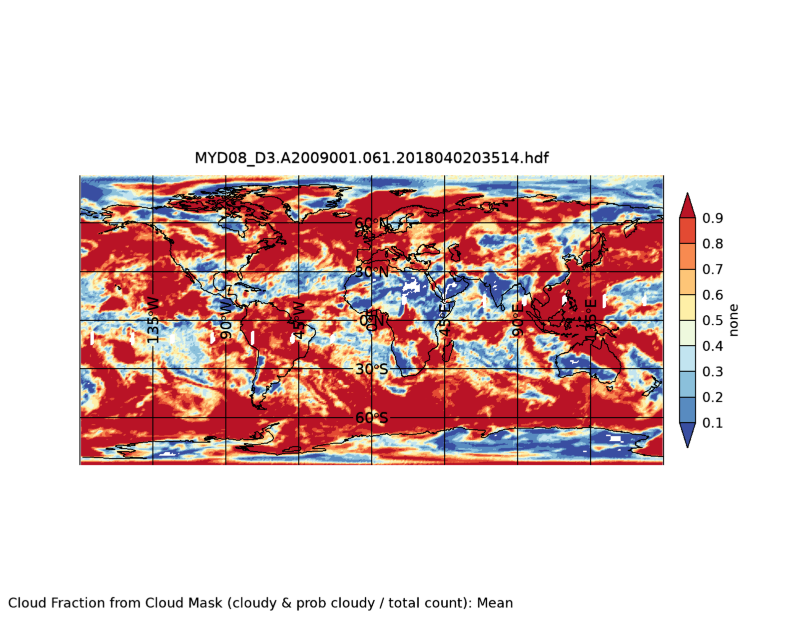 MYD08_D3.A2009001.061.2018040203514.hdf
60°N
30°N
0°N
30°S
60°S
135°W
90°W
45°W
0°E
45°E
90°E
135°E
0.9
0.8
0.7
0.6
0.5
0.4
0.3
0.2
0.1
none
Cloud Fraction from Cloud Mask (cloudy & prob cloudy / total count): Mean